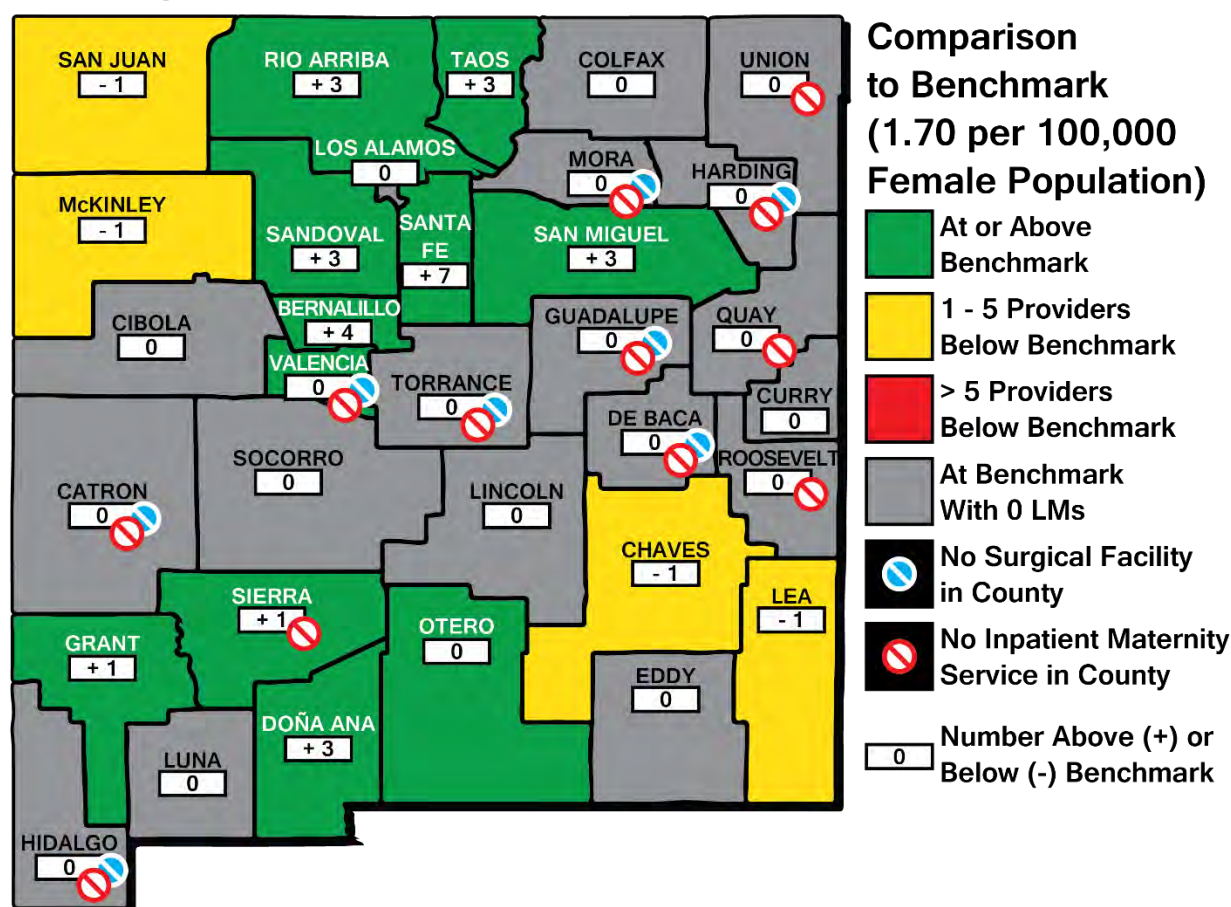 SAN JUAN
- 1
RIO ARRIBA
+ 3
TAOS
+ 3
COLFAX
0
UNION
0
LOS ALAMOS
0
MORA
0
HARDING
0
McKINLEY
- 1
SANDOVAL
+ 3
SANTA
FE
+ 7
SAN MIGUEL
+ 3
CIBOLA
0
BERNALILLO
+ 4
GUADALUPE
0
QUAY
0
VALENCIA
0
TORRANCE
0
DE BACA
0
CURRY
0
ROOSEVELT
0
CATRON
0
SOCORRO
0
LINCOLN
0
CHAVES
- 1
LEA
- 1
SIERRA
+ 1
OTERO
0
GRANT
+ 1
EDDY
0
DOÑA ANA
+ 3
LUNA
0
HIDALGO
0
Comparison
to Benchmark
(1.70 per 100,000
Female Population)
At or Above
Benchmark
1 - 5 Providers
Below Benchmark
> 5 Providers
Below Benchmark
At Benchmark
With 0 LMs
No Surgical Facility
in County
No Inpatient Maternity
Service in County
0
Number Above (+) or
Below (-) Benchmark